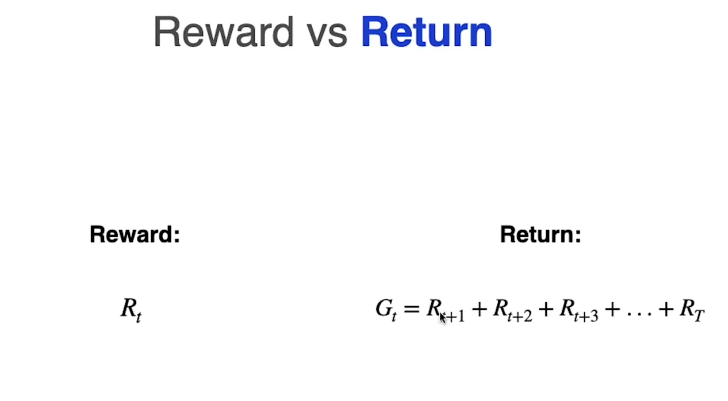 Reward vs Return
Reward: Return:
R_t G_t = R_{t+1} + R_{t+2} + R_{t+3} + ... + R_T